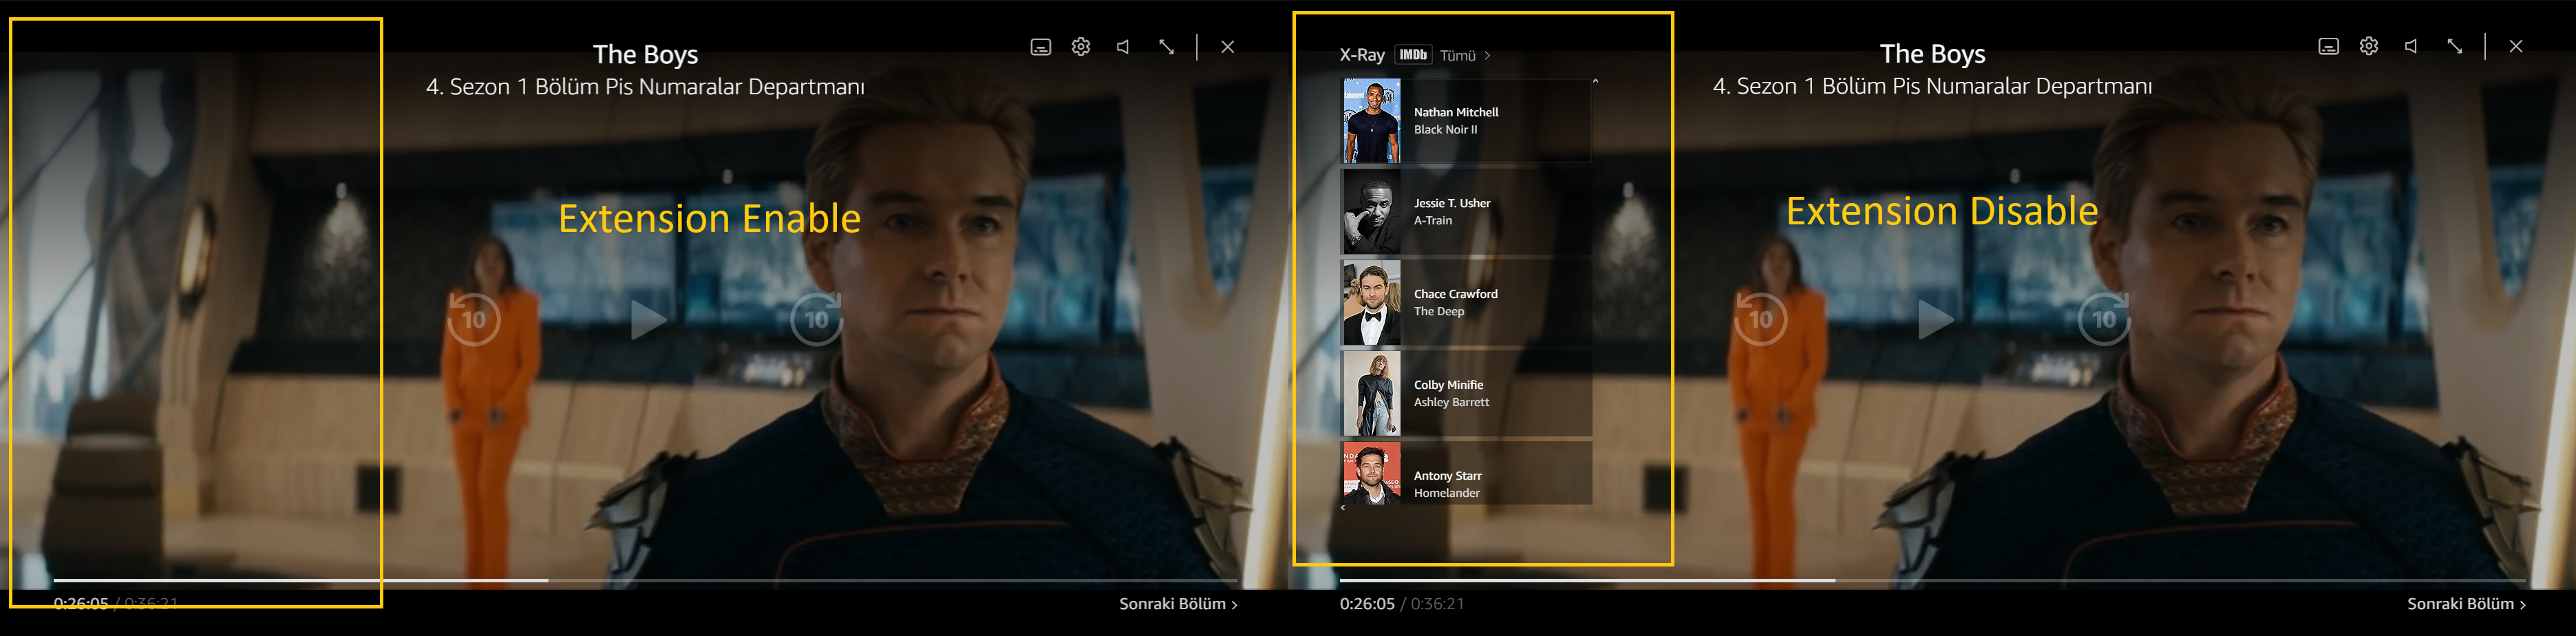 The Boys
4. Sezon 1 Bölüm Pis Numaralar Departmanı
Extension Enable
10
10
0:26:05 / 0:36:21
Sonraki Bölüm
X-Ray IMDb Tümü
Nathan Mitchell
Black Noir II
Jessie T. Usher
A-Train
Chace Crawford
The Deep
Colby Minifie
Ashley Barrett
Antony Starr
Homelander
The Boys
4. Sezon 1 Bölüm Pis Numaralar Departmanı
Extension Disable
10
10
0:26:05 / 0:36:21
Sonraki Bölüm